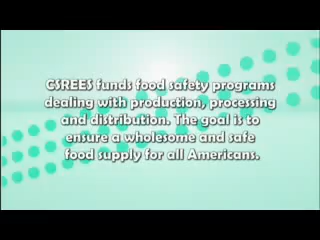 CSREES funds food safety programs
dealing with production, processing
and distribution. The goal is to
ensure a wholesome and safe
food supply for all Americans.